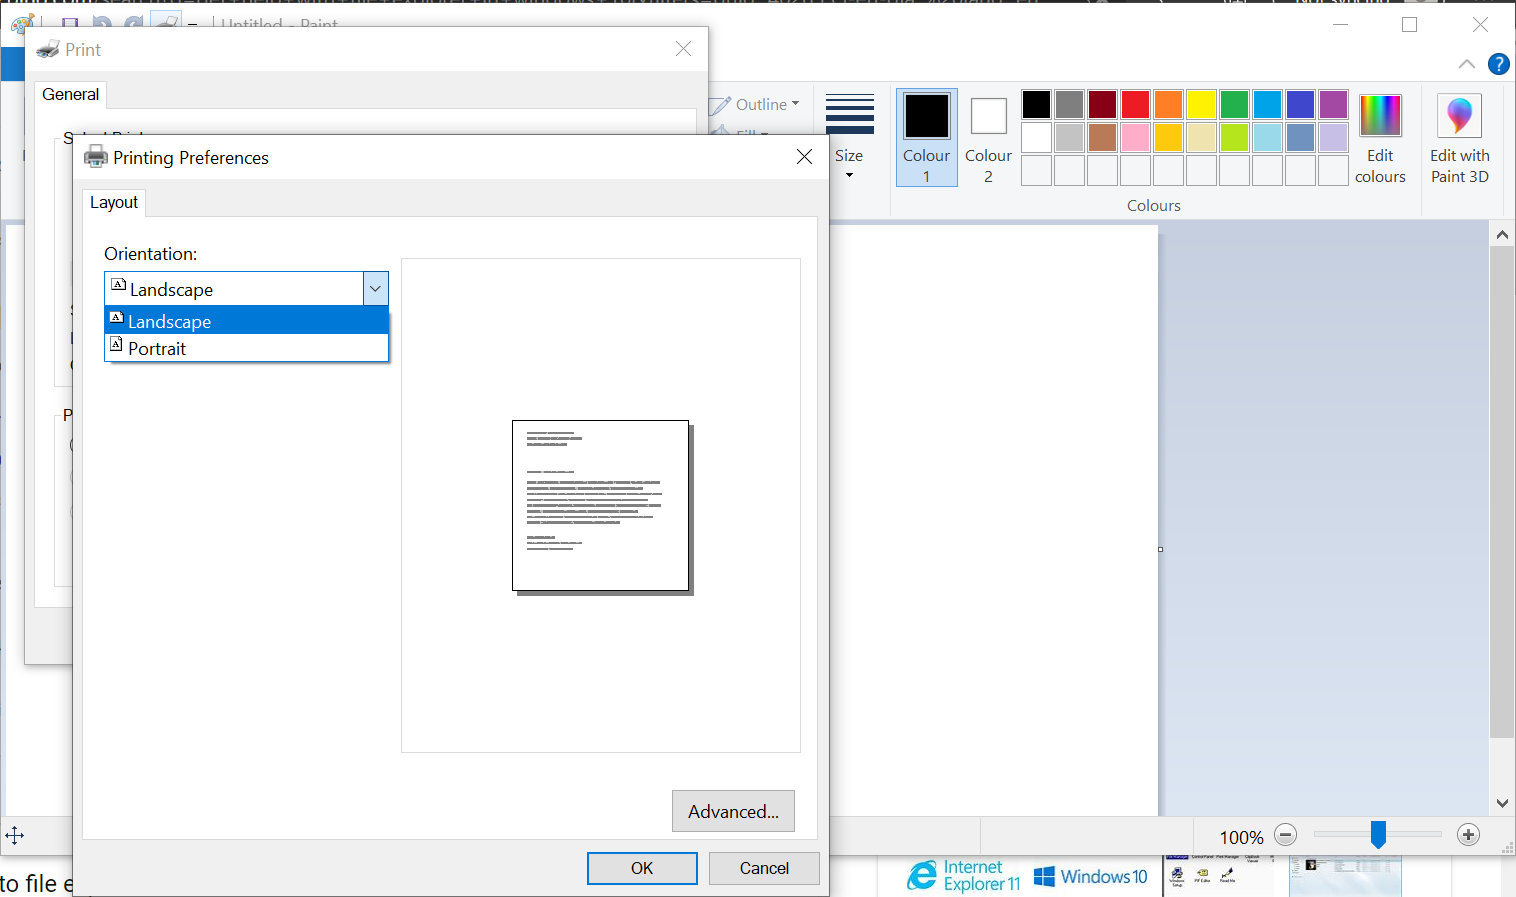 Untitled - Paint
Print
General
Outline
Fill
Size
Colour
1
Colour
2
Edit
colours
Edit with
Paint 3D
Colours
Printing Preferences
Layout
Orientation:
Landscape
Landscape
Portrait
Advanced...
OK
Cancel
100%
to file e
Internet
Explorer 11
Windows 10